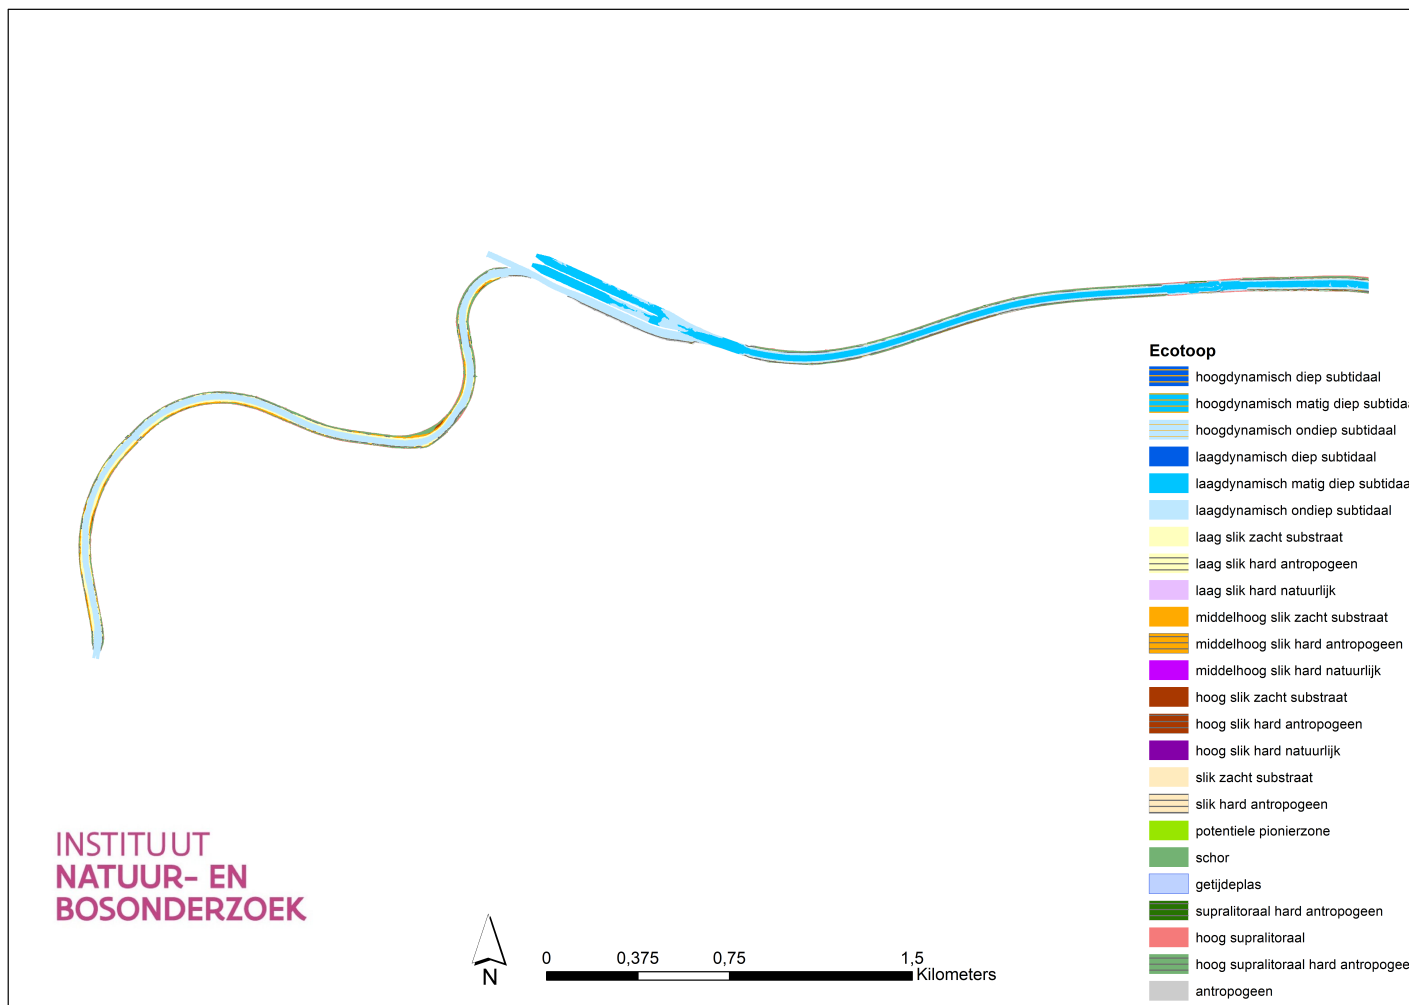 Ecotoop
hoogdynamisch diep subtidaal
hoogdynamisch matig diep subtidaa
hoogdynamisch ondiep subtidaal
laagdynamisch diep subtidaal
laagdynamisch matig diep subtidaa
laagdynamisch ondiep subtidaal
laag slik zacht substraat
laag slik hard antropogeen
laag slik hard natuurlijk
middelhoog slik zacht substraat
middelhoog slik hard antropogeen
middelhoog slik hard natuurlijk
hoog slik zacht substraat
hoog slik hard antropogeen
hoog slik hard natuurlijk
slik zacht substraat
slik hard antropogeen
potentiele pionierzone
schor
getijdeplas
supralitoraal hard antropogeen
hoog supralitoraal
hoog supralitoraal hard antropogee
antropogeen
INSTITUUT
NATUUR- EN
BOSONDERZOEK
N
0 0,375 0,75 1,5
Kilometers